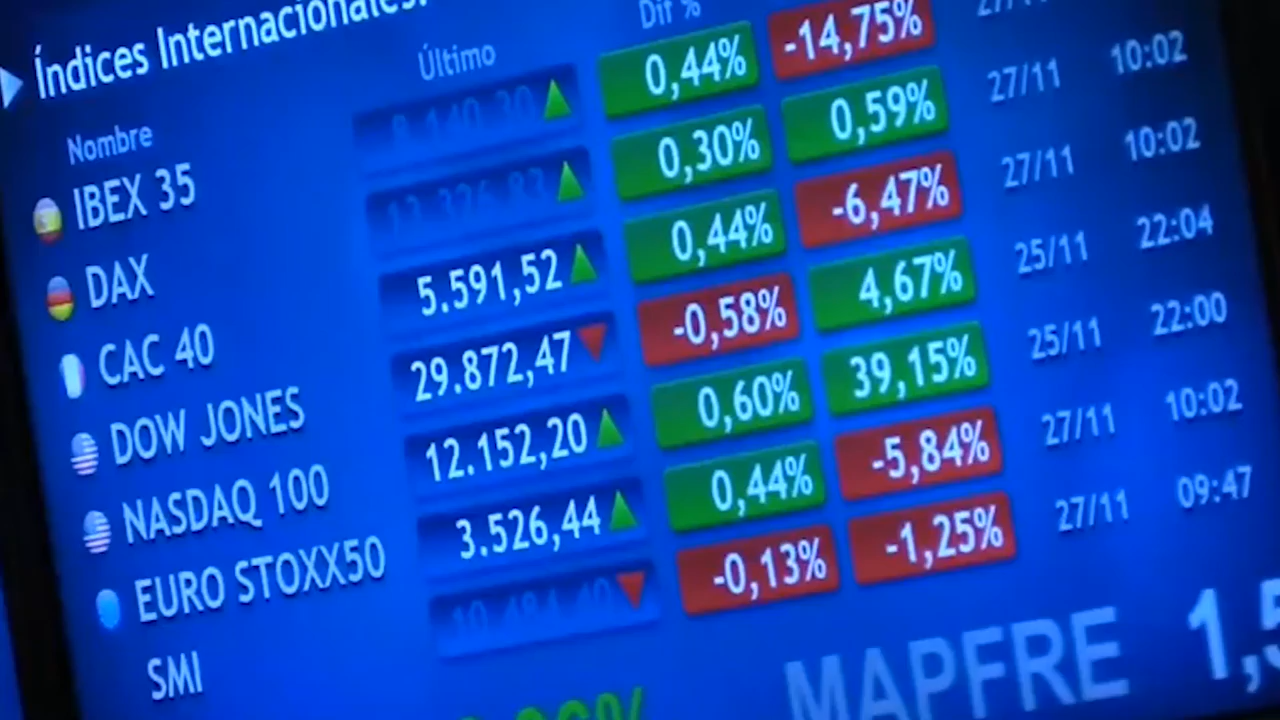 Índices Internacionales.
Nombre Último Dif %
IBEX 35 0,44% -14,75% 27/11
DAX 0,30% 0,59% 27/11 10:02
CAC 40 5.591,52 0,44% -6,47% 27/11 10:02
DOW JONES 29.872,47 -0,58% 4,67% 25/11 22:04
NASDAQ 100 12.152,20 0,60% 39,15% 25/11 22:00
EURO STOXX50 3.526,44 0,44% -5,84% 27/11 10:02
SMI -0,13% -1,25% 27/11 09:47
MAPFRE